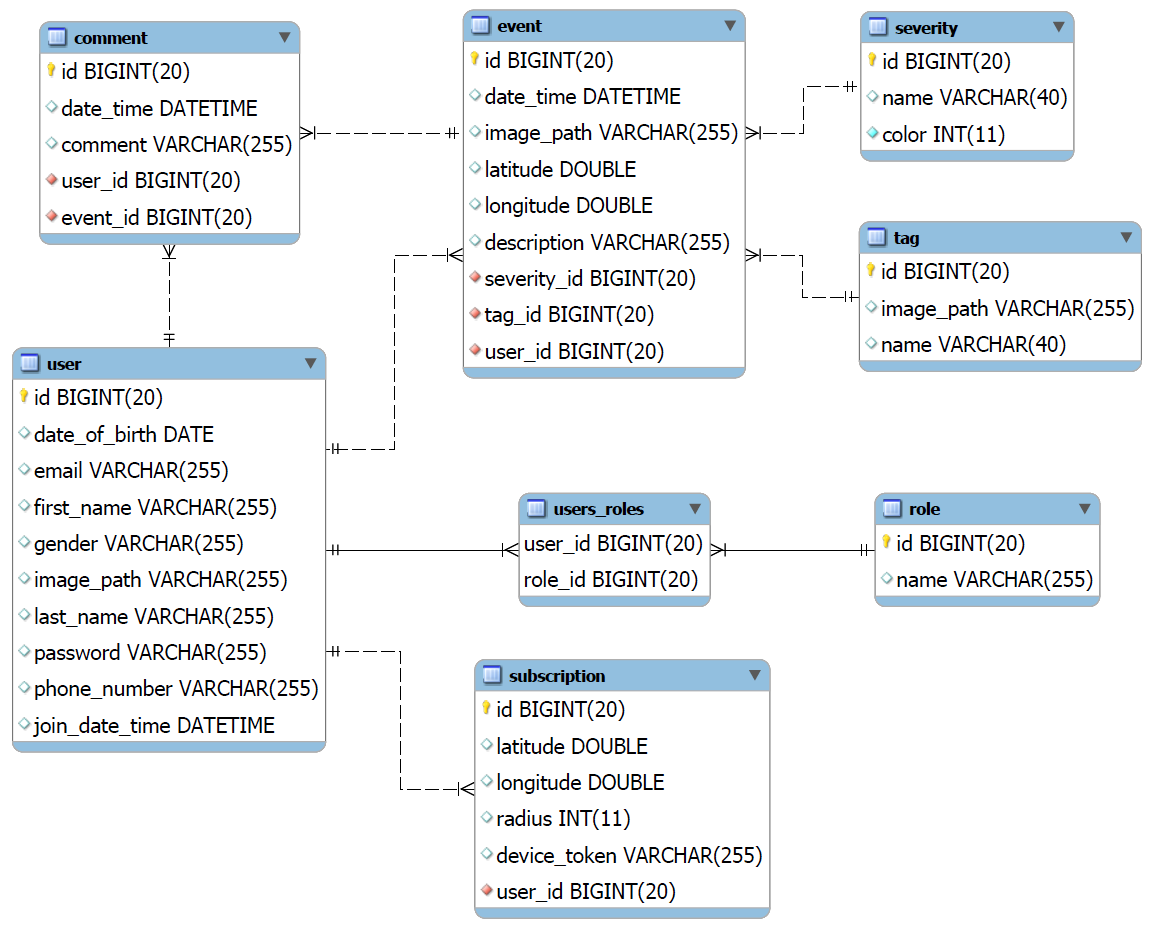 comment
id BIGINT(20)
date_time DATETIME
comment VARCHAR(255)
user_id BIGINT(20)
event_id BIGINT(20)
event
id BIGINT(20)
date_time DATETIME
image_path VARCHAR(255)
latitude DOUBLE
longitude DOUBLE
description VARCHAR(255)
severity_id BIGINT(20)
tag_id BIGINT(20)
user_id BIGINT(20)
severity
id BIGINT(20)
name VARCHAR(40)
color INT(11)
tag
id BIGINT(20)
image_path VARCHAR(255)
name VARCHAR(40)
user
id BIGINT(20)
date_of_birth DATE
email VARCHAR(255)
first_name VARCHAR(255)
gender VARCHAR(255)
image_path VARCHAR(255)
last_name VARCHAR(255)
password VARCHAR(255)
phone_number VARCHAR(255)
join_date_time DATETIME
users_roles
user_id BIGINT(20)
role_id BIGINT(20)
role
id BIGINT(20)
name VARCHAR(255)
subscription
id BIGINT(20)
latitude DOUBLE
longitude DOUBLE
radius INT(11)
device_token VARCHAR(255)
user_id BIGINT(20)